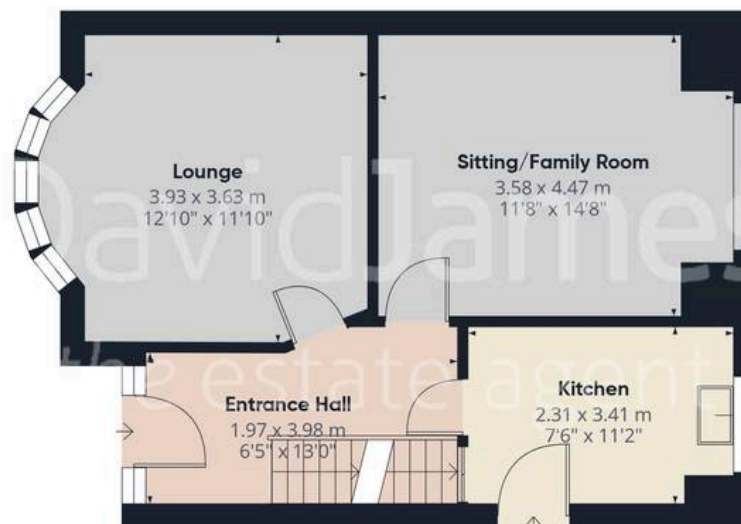 Lounge
3.93 x 3.63 m
12'10" x 11'10"
Sitting/Family Room
3.58 x 4.47 m
11'8" x 14'8"
DavidJames
the estate agent
Entrance Hall
1.97 x 3.98 m
6'5" x 13'0"
Kitchen
2.31 x 3.41 m
7'6" x 11'2"